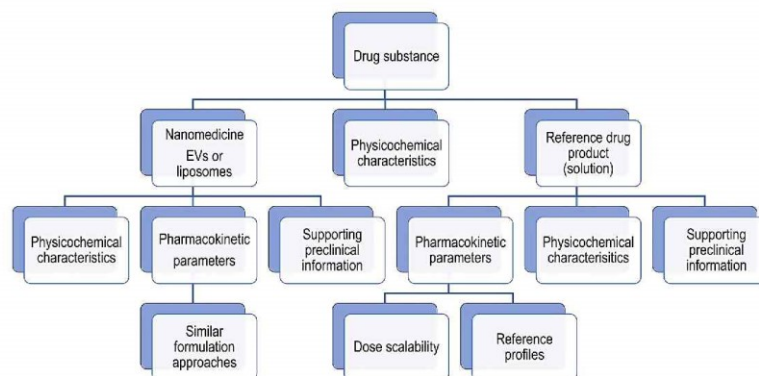 Drug substance
Nanomedicine
EVs or
liposomes
Physicochemical
characteristics
Reference drug
product
(solution)
Physicochemical
characteristics
Pharmacokinetic
parameters
Supporting
preclinical
information
Pharmacokinetic
parameters
Physicochemical
characterisitics
Supporting
preclinical
information
Similar
formulation
approaches
Dose scalability
Reference
profiles